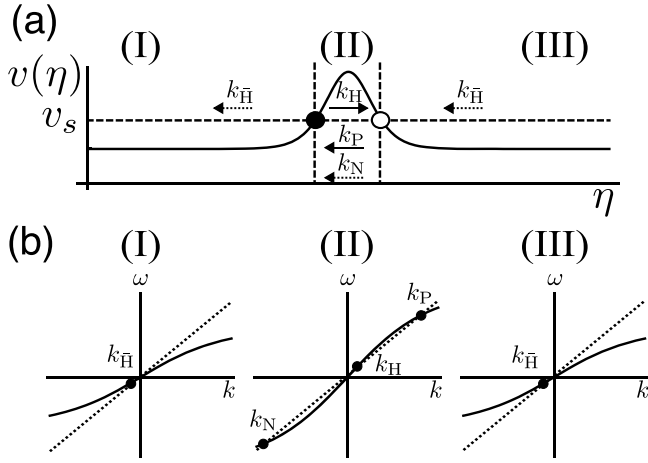 (a)
(I) (II) (III)
v(η)
k_H̄ k_H k_H̄
v_s
k_P
k_N
η
(b)
(I) (II) (III)
ω ω ω
k_P
k_H̄ k_H k_H̄
k k k
k_N